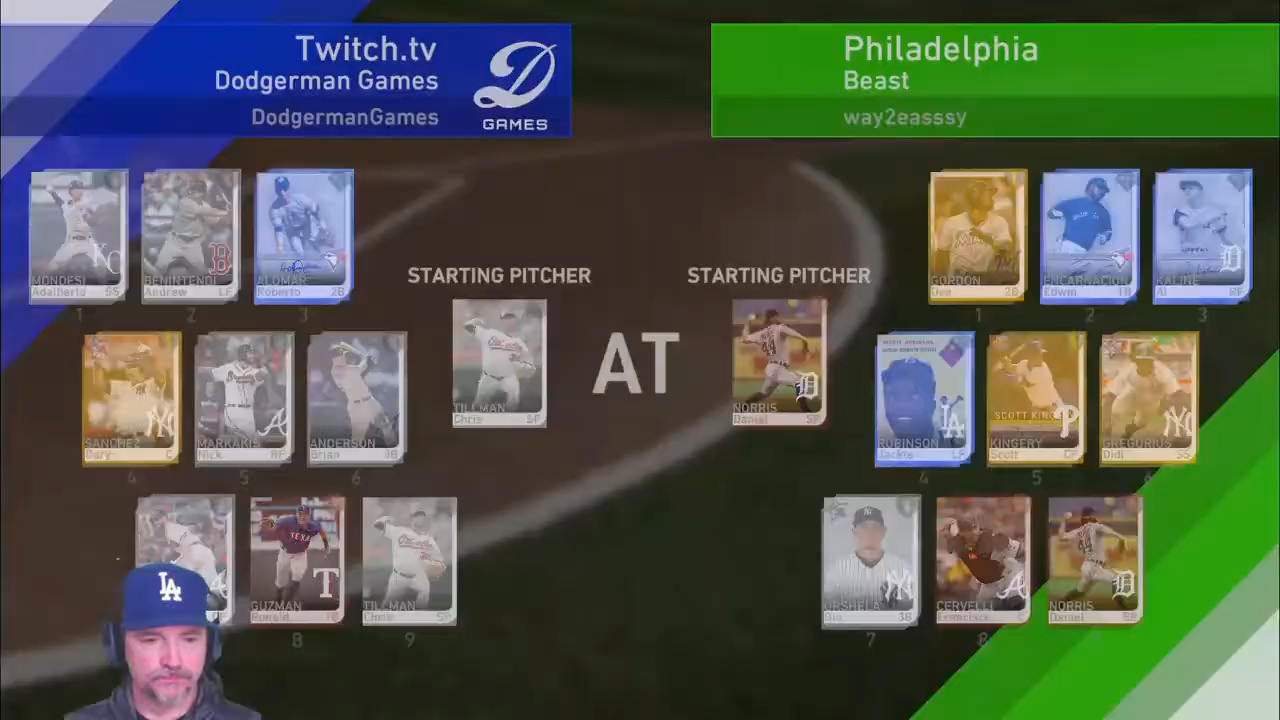 Twitch.tv
Dodgerman Games
DodgermanGames
GAMES
Philadelphia
Beast
way2easssy
STARTING PITCHER
STARTING PITCHER
AT
MONDESI
Adalberto SS
1
BENINTENDI
Andrew LF
2
ALOMAR
Roberto 2B
3
SANCHEZ
Gary C
4
MARKAKIS
Nick RF
5
ANDERSON
Brian 3B
6
GUZMAN
Ronald 1B
8
TILLMAN
Chris SP
9
TILLMAN
Chris SP
NORRIS
Daniel SP
GORDON
Dee 2B
1
ENCARNACION
Edwin 1B
2
KALINE
Al RF
3
ROBINSON
Jackie LF
4
SCOTT KINGERY
KINGERY
Scott CF
5
GREGORIUS
Didi SS
URSHELA
Gio 3B
7
CERVELLI
Francisco C
8
NORRIS
Daniel SP